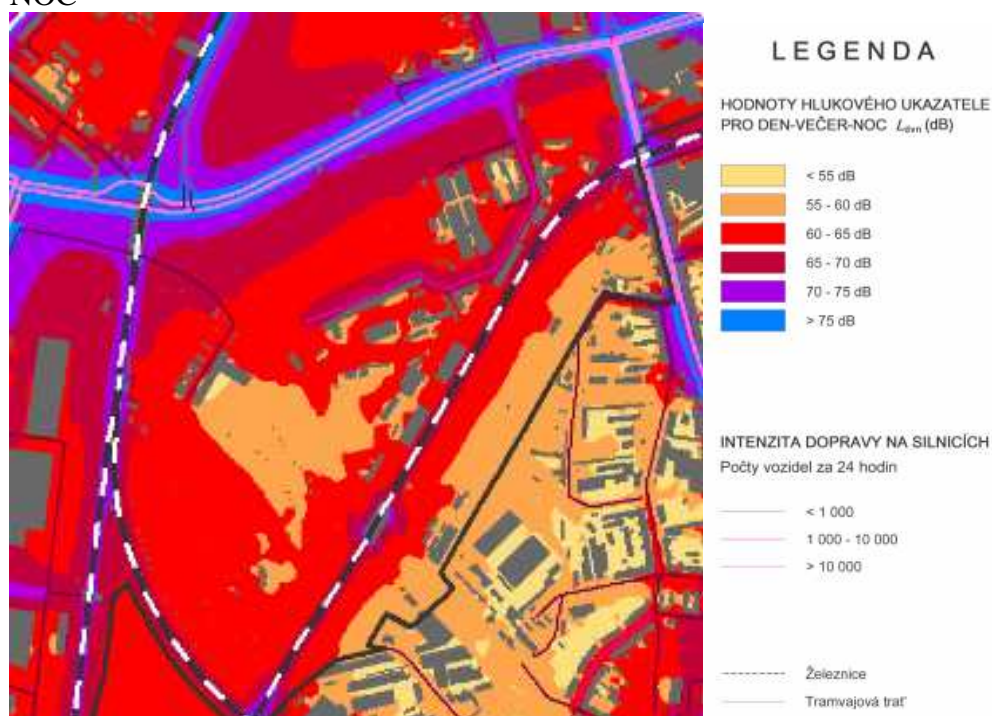 NOC
LEGENDA
HODNOTY HLUKOVÉHO UKAZATELE
PRO DEN-VEČER-NOC Ldvn (dB)
< 55 dB
55 - 60 dB
60 - 65 dB
65 - 70 dB
70 - 75 dB
> 75 dB
INTENZITA DOPRAVY NA SILNICÍCH
Počty vozidel za 24 hodin
< 1 000
1 000 - 10 000
> 10 000
Železnice
Tramvajová trať